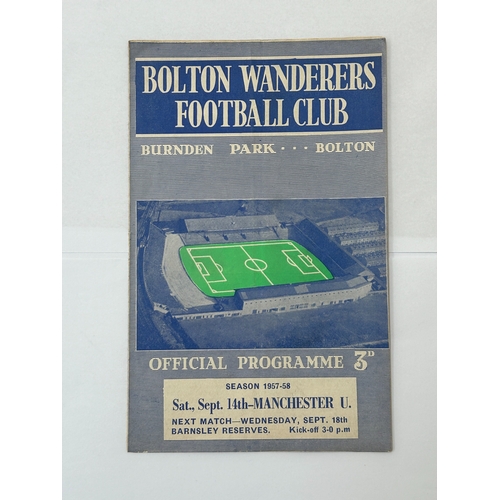 BOLTON WANDERERS
FOOTBALL CLUB
BURNDEN PARK ... BOLTON
OFFICIAL PROGRAMME 3D
SEASON 1957-58
Sat., Sept. 14th-MANCHESTER U.
NEXT MATCH-WEDNESDAY, SEPT. 18th
BARNSLEY RESERVES. Kick-off 3-0 p.m